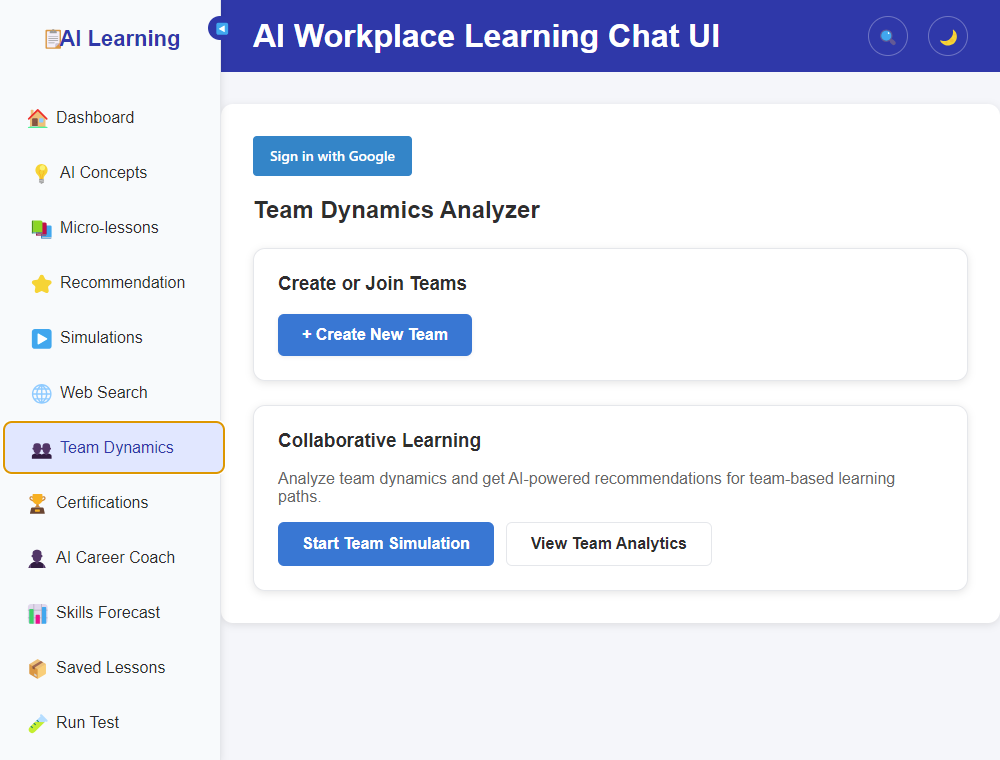 AI Learning
AI Workplace Learning Chat UI
Dashboard
AI Concepts
Micro-lessons
Recommendation
Simulations
Web Search
Team Dynamics
Certifications
AI Career Coach
Skills Forecast
Saved Lessons
Run Test
Sign in with Google
Team Dynamics Analyzer
Create or Join Teams
+ Create New Team
Collaborative Learning
Analyze team dynamics and get AI-powered recommendations for team-based learning
paths.
Start Team Simulation
View Team Analytics